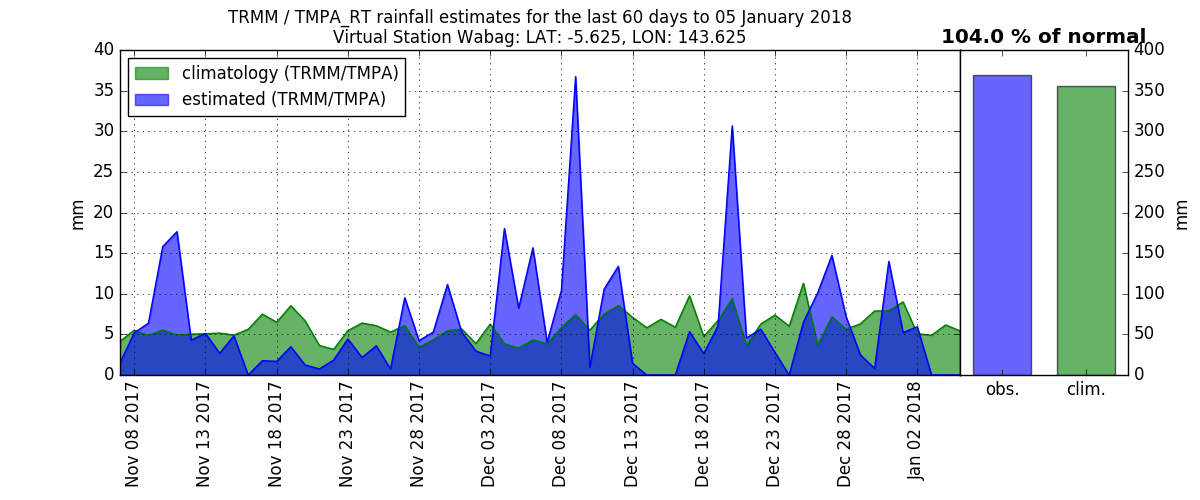 TRMM / TMPA_RT rainfall estimates for the last 60 days to 05 January 2018
Virtual Station Wabag: LAT: -5.625, LON: 143.625
104.0 % of normal
climatology (TRMM/TMPA)
estimated (TRMM/TMPA)
mm
40
35
30
25
20
15
10
5
0
Nov 08 2017
Nov 13 2017
Nov 18 2017
Nov 23 2017
Nov 28 2017
Dec 03 2017
Dec 08 2017
Dec 13 2017
Dec 18 2017
Dec 23 2017
Dec 28 2017
Jan 02 2018
obs.
clim.
400
350
300
250
200
150
100
50
0
mm